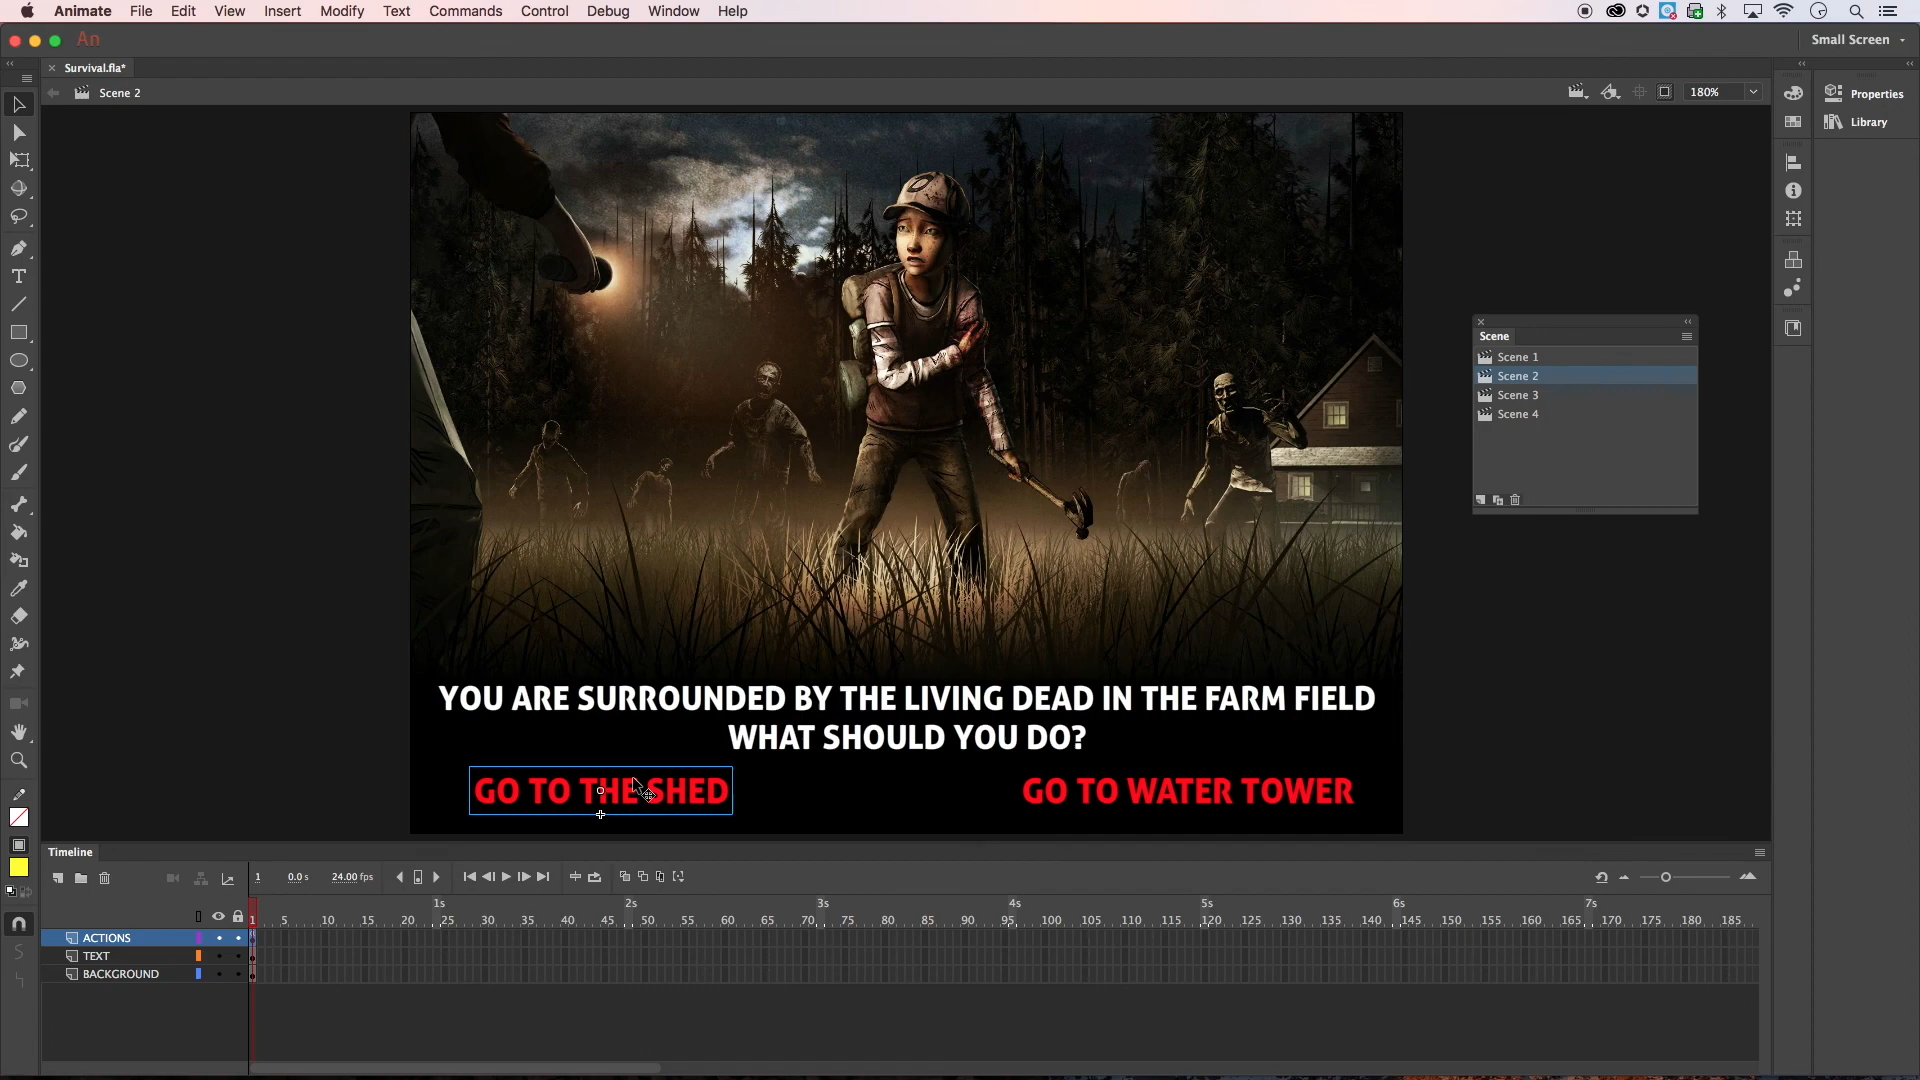 Animate File Edit View Insert Modify Text Commands Control Debug Window Help
An
Small Screen
Survival.fla*
Scene 2
180%
Properties
Library
Scene
Scene 1
Scene 2
Scene 3
Scene 4
YOU ARE SURROUNDED BY THE LIVING DEAD IN THE FARM FIELD
WHAT SHOULD YOU DO?
GO TO THE SHED
GO TO WATER TOWER
Timeline
1 0.0 s 24.00 fps
1s 2s 3s 4s 5s 6s 7s
1 5 10 15 20 25 30 35 40 45 50 55 60 65 70 75 80 85 90 95 100 105 110 115 120 125 130 135 140 145 150 155 160 165 170 175 180 185
ACTIONS
TEXT
BACKGROUND